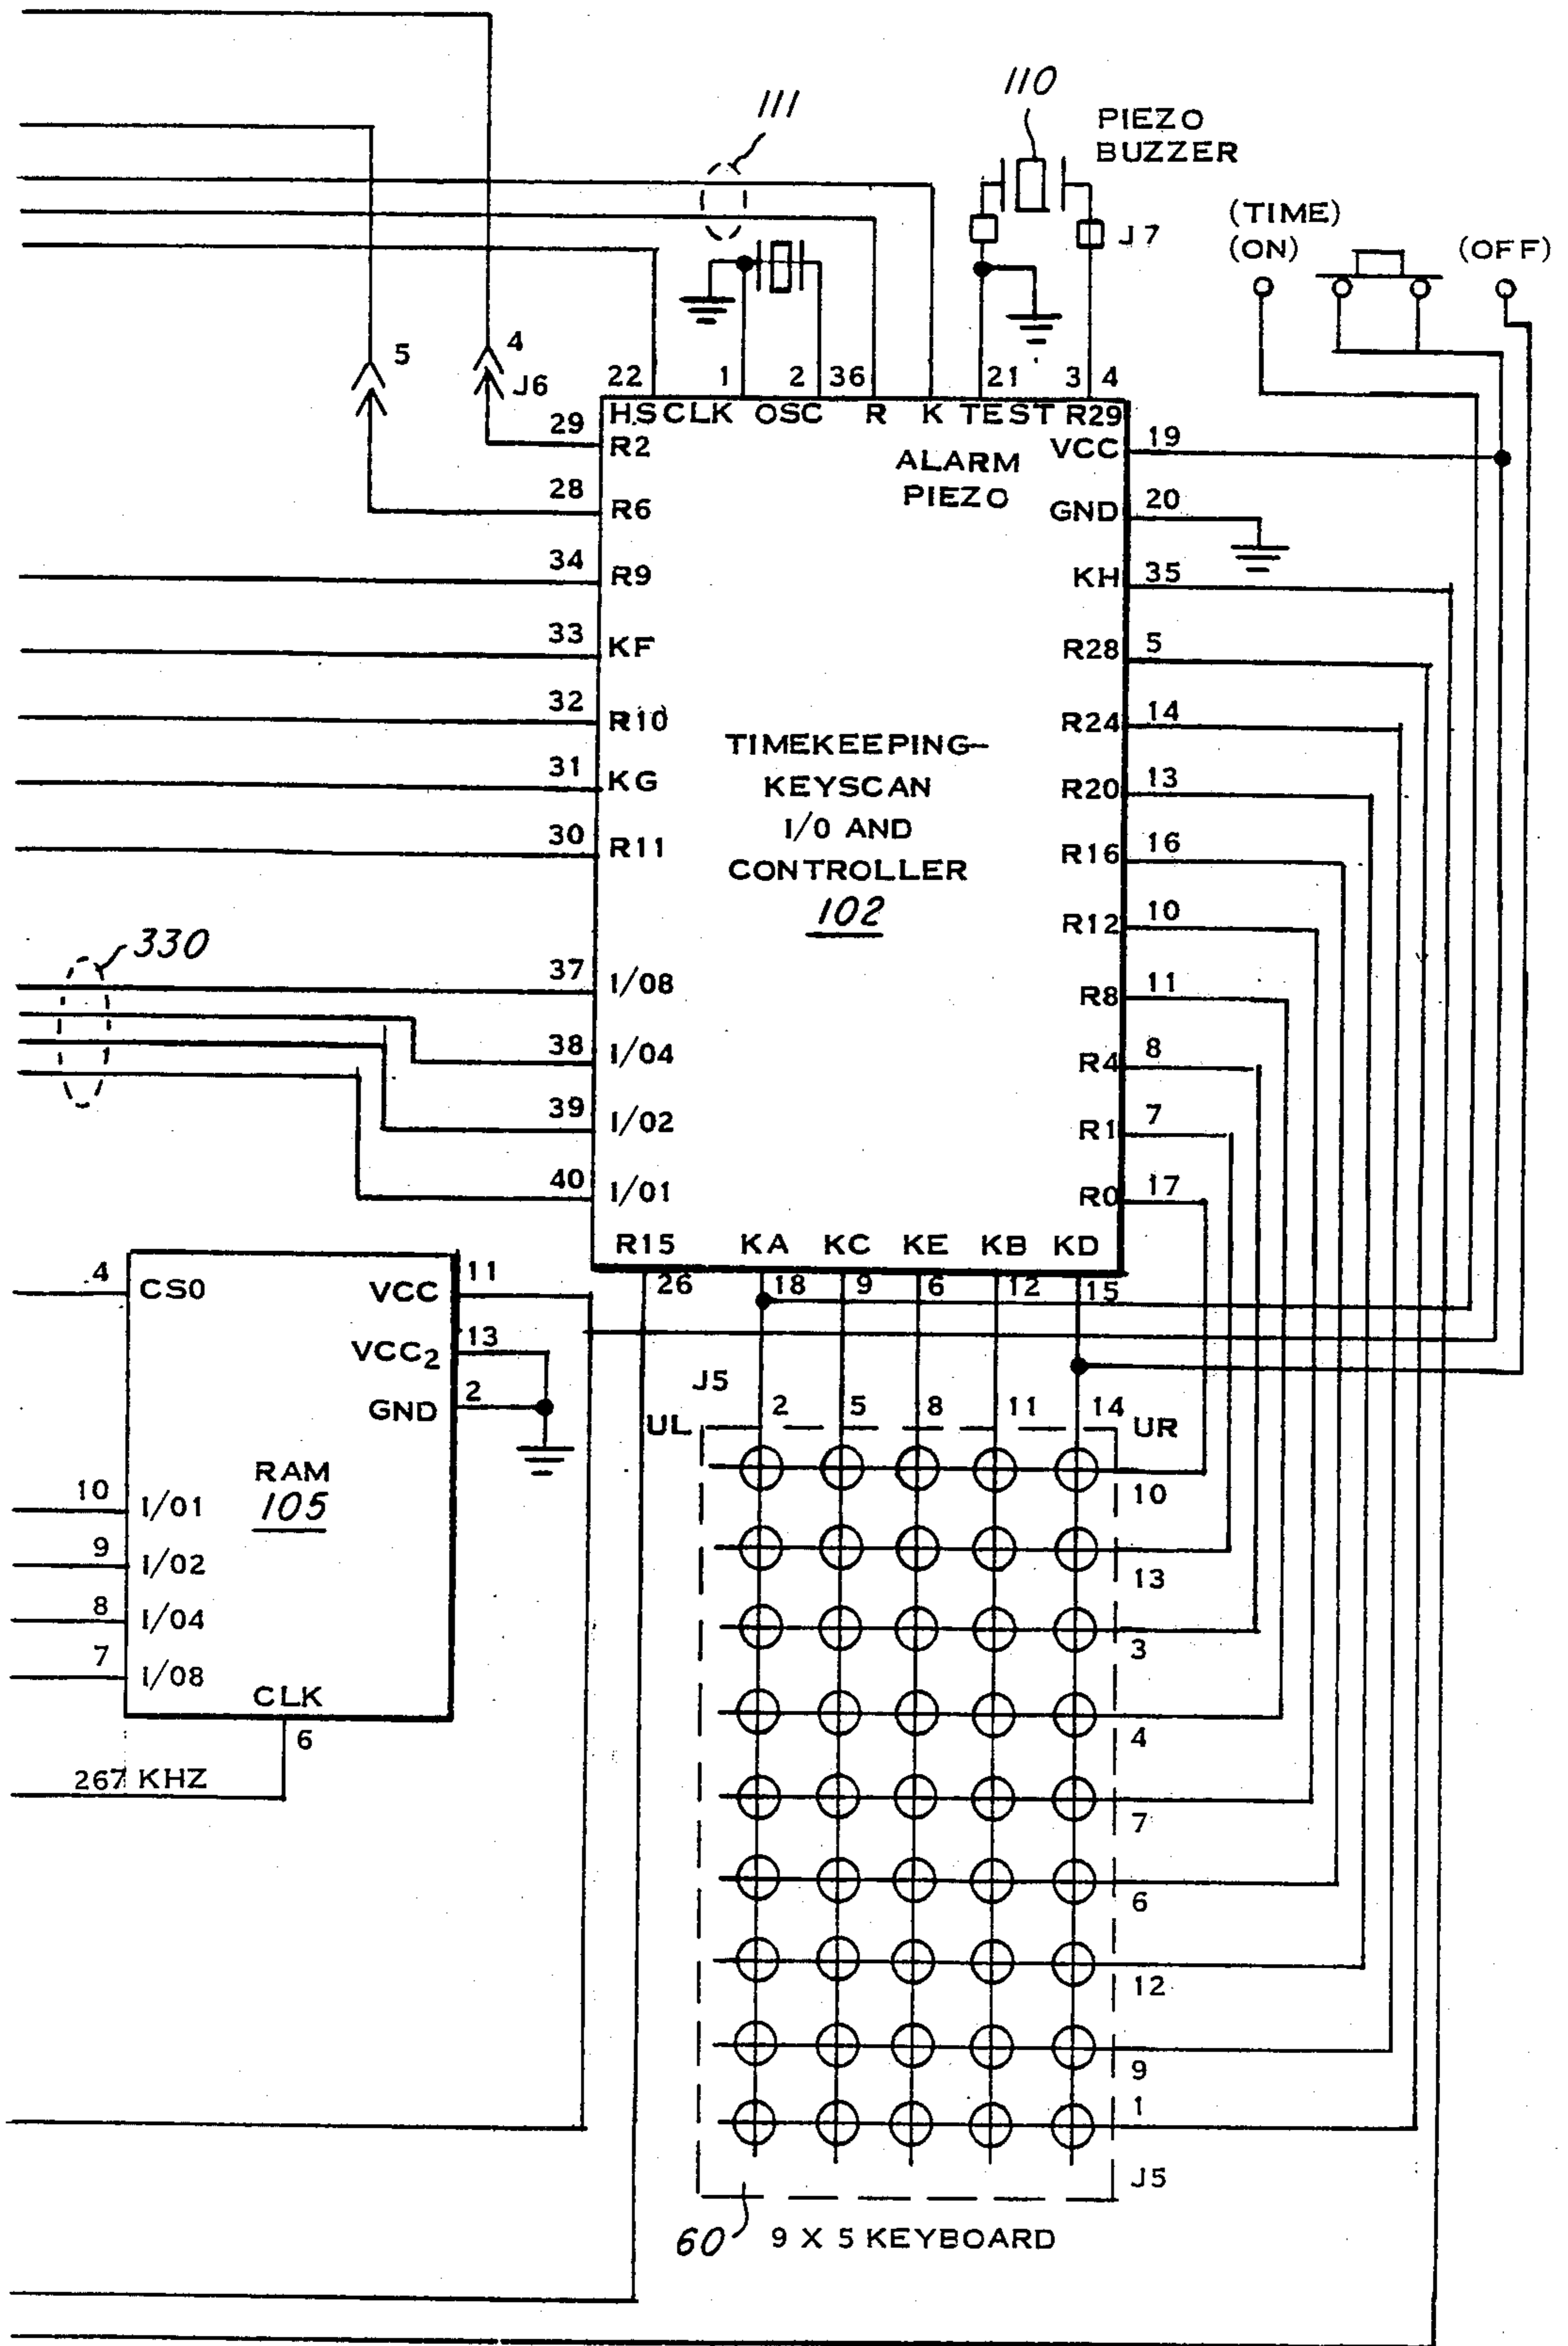 110
111
PIEZO
BUZZER
J7
(TIME)
(ON)
(OFF)
5
4
J6
22
1
2
36
21
3
4
HS
CLK
OSC
R
K
TEST
R29
29
R2
ALARM
PIEZO
VCC
19
28
R6
GND
20
34
R9
KH
35
33
KF
R28
5
32
R10
R24
14
31
KG
R20
13
30
R11
R16
16
TIMEKEEPING-
KEYSCAN
I/O AND
CONTROLLER
102
R12
10
330
37
I/08
R8
11
38
I/04
R4
8
39
I/02
R1
7
40
I/01
R0
17
R15
KA
KC
KE
KB
KD
26
18
9
6
12
15
4
CS0
VCC
11
VCC2
13
GND
2
RAM
105
10
I/01
9
I/02
8
I/04
7
I/08
CLK
6
267 KHZ
J5
UL
2
5
8
11
14
UR
10
13
3
4
7
6
12
9
1
J5
60
9 X 5 KEYBOARD